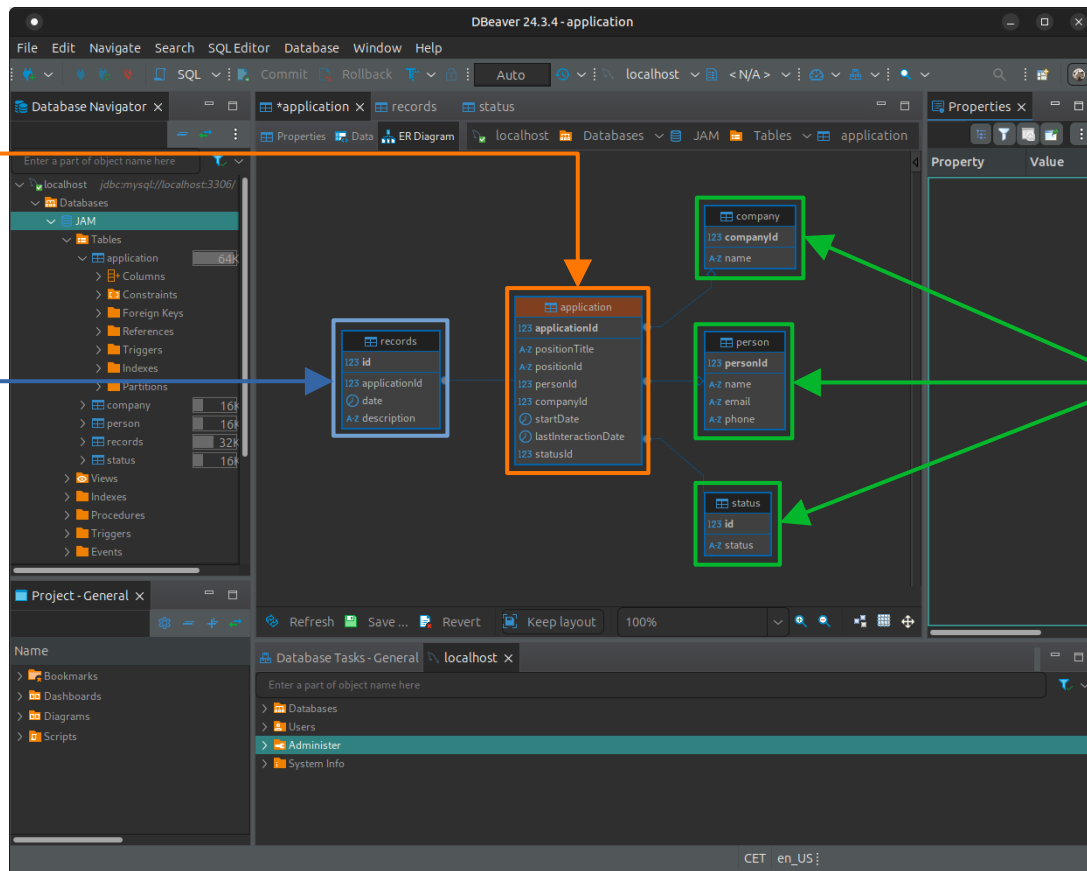 DBeaver 24.3.4 - application
File Edit Navigate Search SQL Editor Database Window Help
SQL Commit Rollback Auto localhost <N/A>
Database Navigator
*application records status
Properties
Properties Data ER Diagram localhost Databases JAM Tables application
Enter a part of object name here
Property Value
localhost jdbc:mysql://localhost:3306/
Databases
JAM
Tables
application 64K
Columns
Constraints
Foreign Keys
References
Triggers
Indexes
Partitions
company 16K
person 16K
records 32K
status 16K
Views
Indexes
Procedures
Triggers
Events
records
123 id
123 applicationId
date
A-Z description
application
123 applicationId
A-Z positionTitle
A-Z positionId
123 personId
123 companyId
startDate
lastInteractionDate
123 statusId
company
123 companyId
A-Z name
person
123 personId
A-Z name
A-Z email
A-Z phone
status
123 id
A-Z status
Project - General
Refresh Save ... Revert Keep layout 100%
Name
Bookmarks
Dashboards
Diagrams
Scripts
Database Tasks - General localhost
Enter a part of object name here
Databases
Users
Administer
System Info
CET en_US